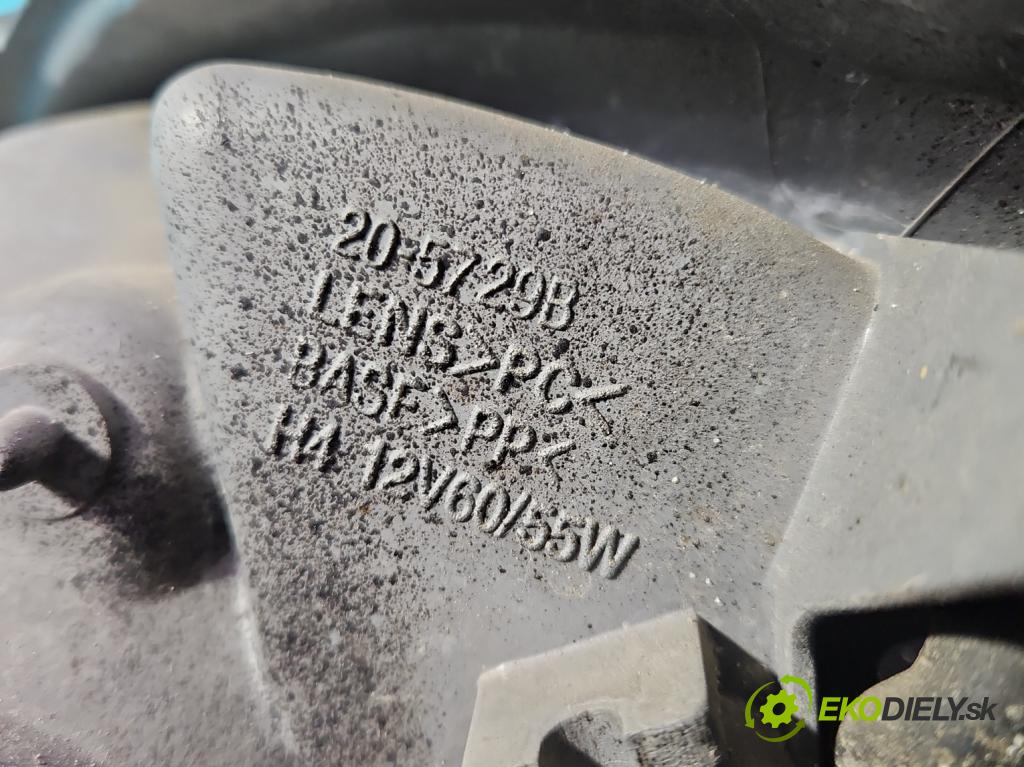 20-5729B
LENS>PC<
BASE>PP<
H4 12V60/55W
EKODIELY.sk